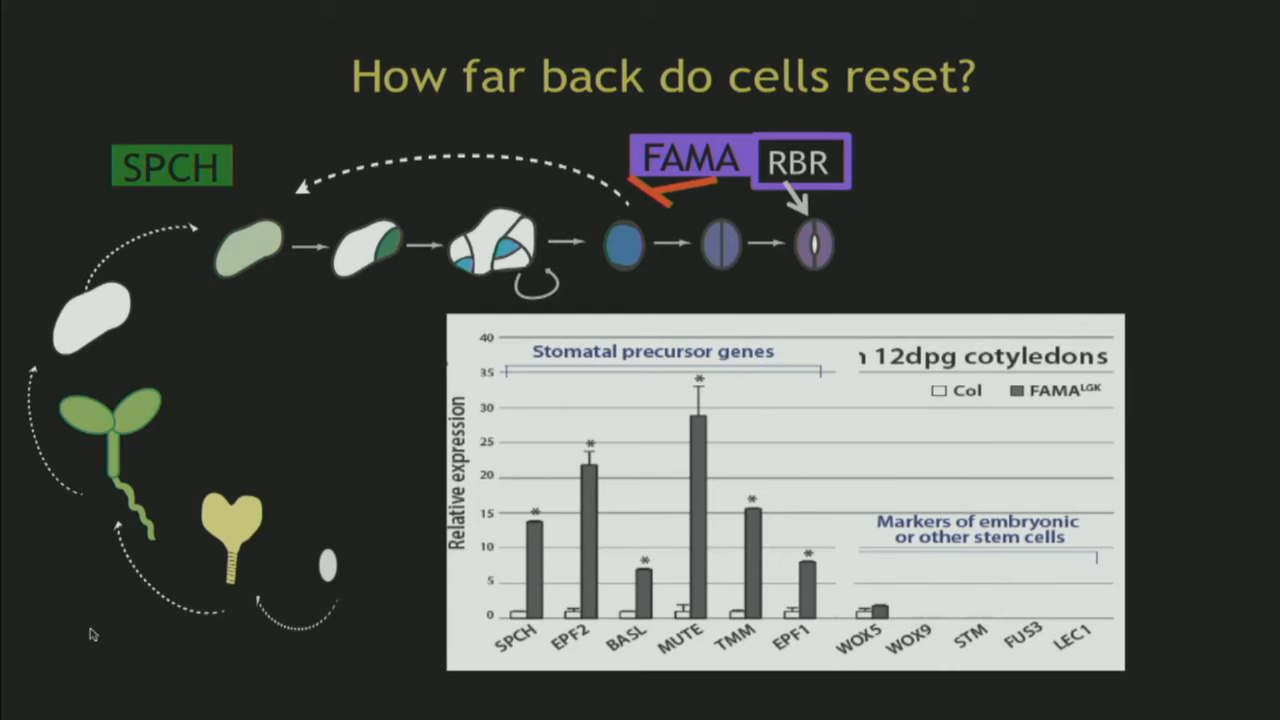 How far back do cells reset?
SPCH
FAMA
RBR
Stomatal precursor genes
12dpg cotyledons
Col
FAMALGK
Relative expression
40
35
30
25
20
15
10
5
0
*
*
*
*
*
*
Markers of embryonic
or other stem cells
SPCH
EPF2
BASL
MUTE
TMM
EPF1
WOX5
WOX9
STM
FUS3
LEC1